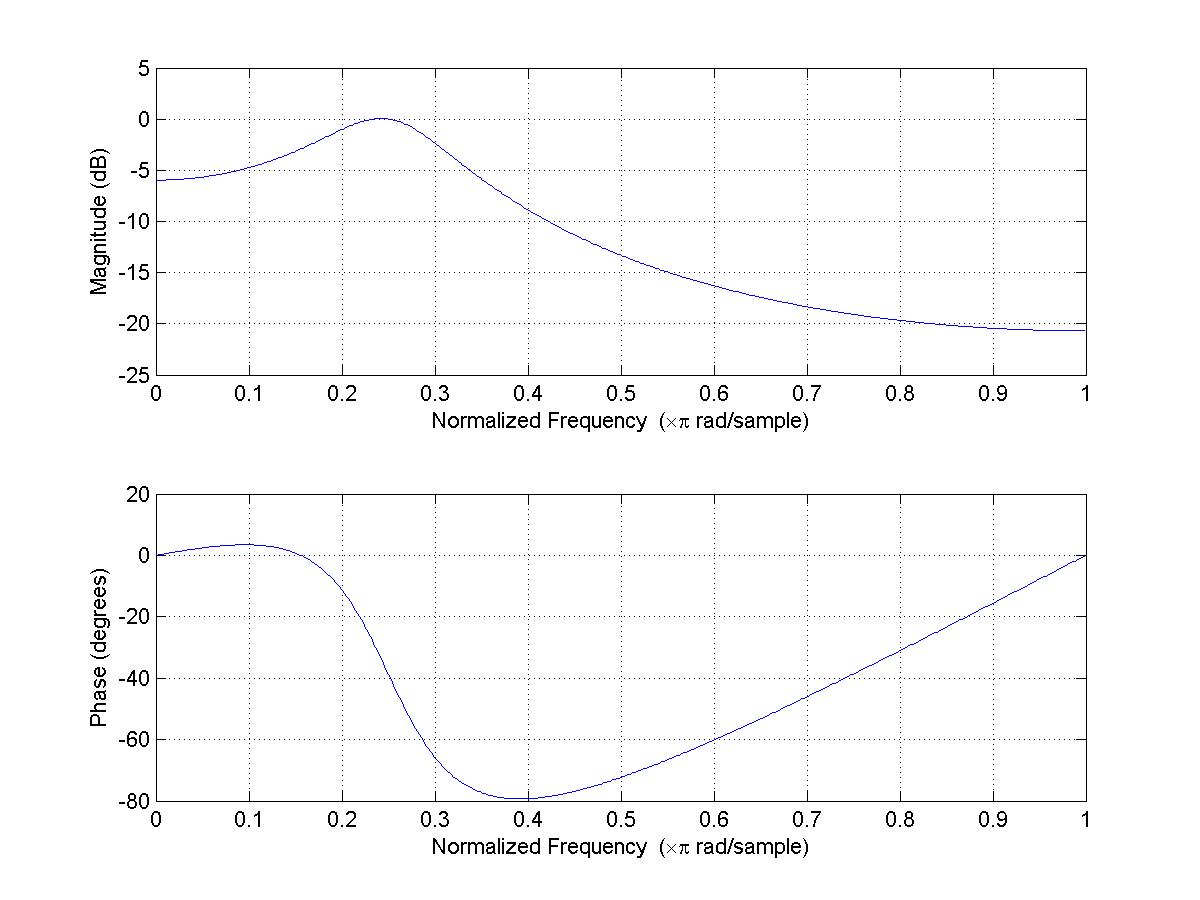 5
0
-5
-10
-15
-20
-25
Magnitude (dB)
0 0.1 0.2 0.3 0.4 0.5 0.6 0.7 0.8 0.9 1
Normalized Frequency (×π rad/sample)
20
0
-20
-40
-60
-80
Phase (degrees)
0 0.1 0.2 0.3 0.4 0.5 0.6 0.7 0.8 0.9 1
Normalized Frequency (×π rad/sample)